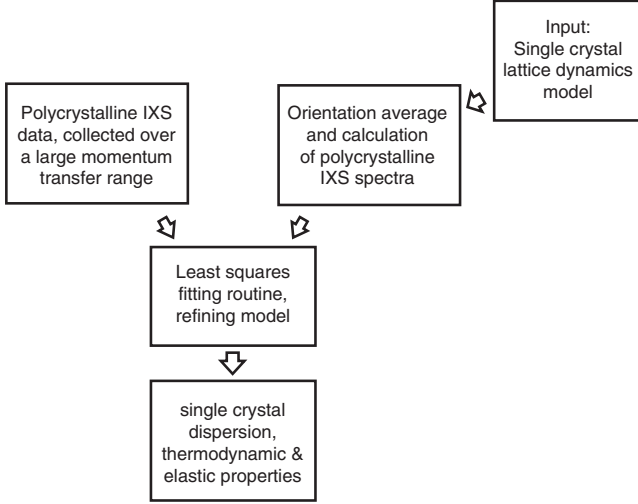 Input:
Single crystal
lattice dynamics
model
Polycrystalline IXS
data, collected over
a large momentum
transfer range
Orientation average
and calculation
of polycrystalline
IXS spectra
Least squares
fitting routine,
refining model
single crystal
dispersion,
thermodynamic &
elastic properties